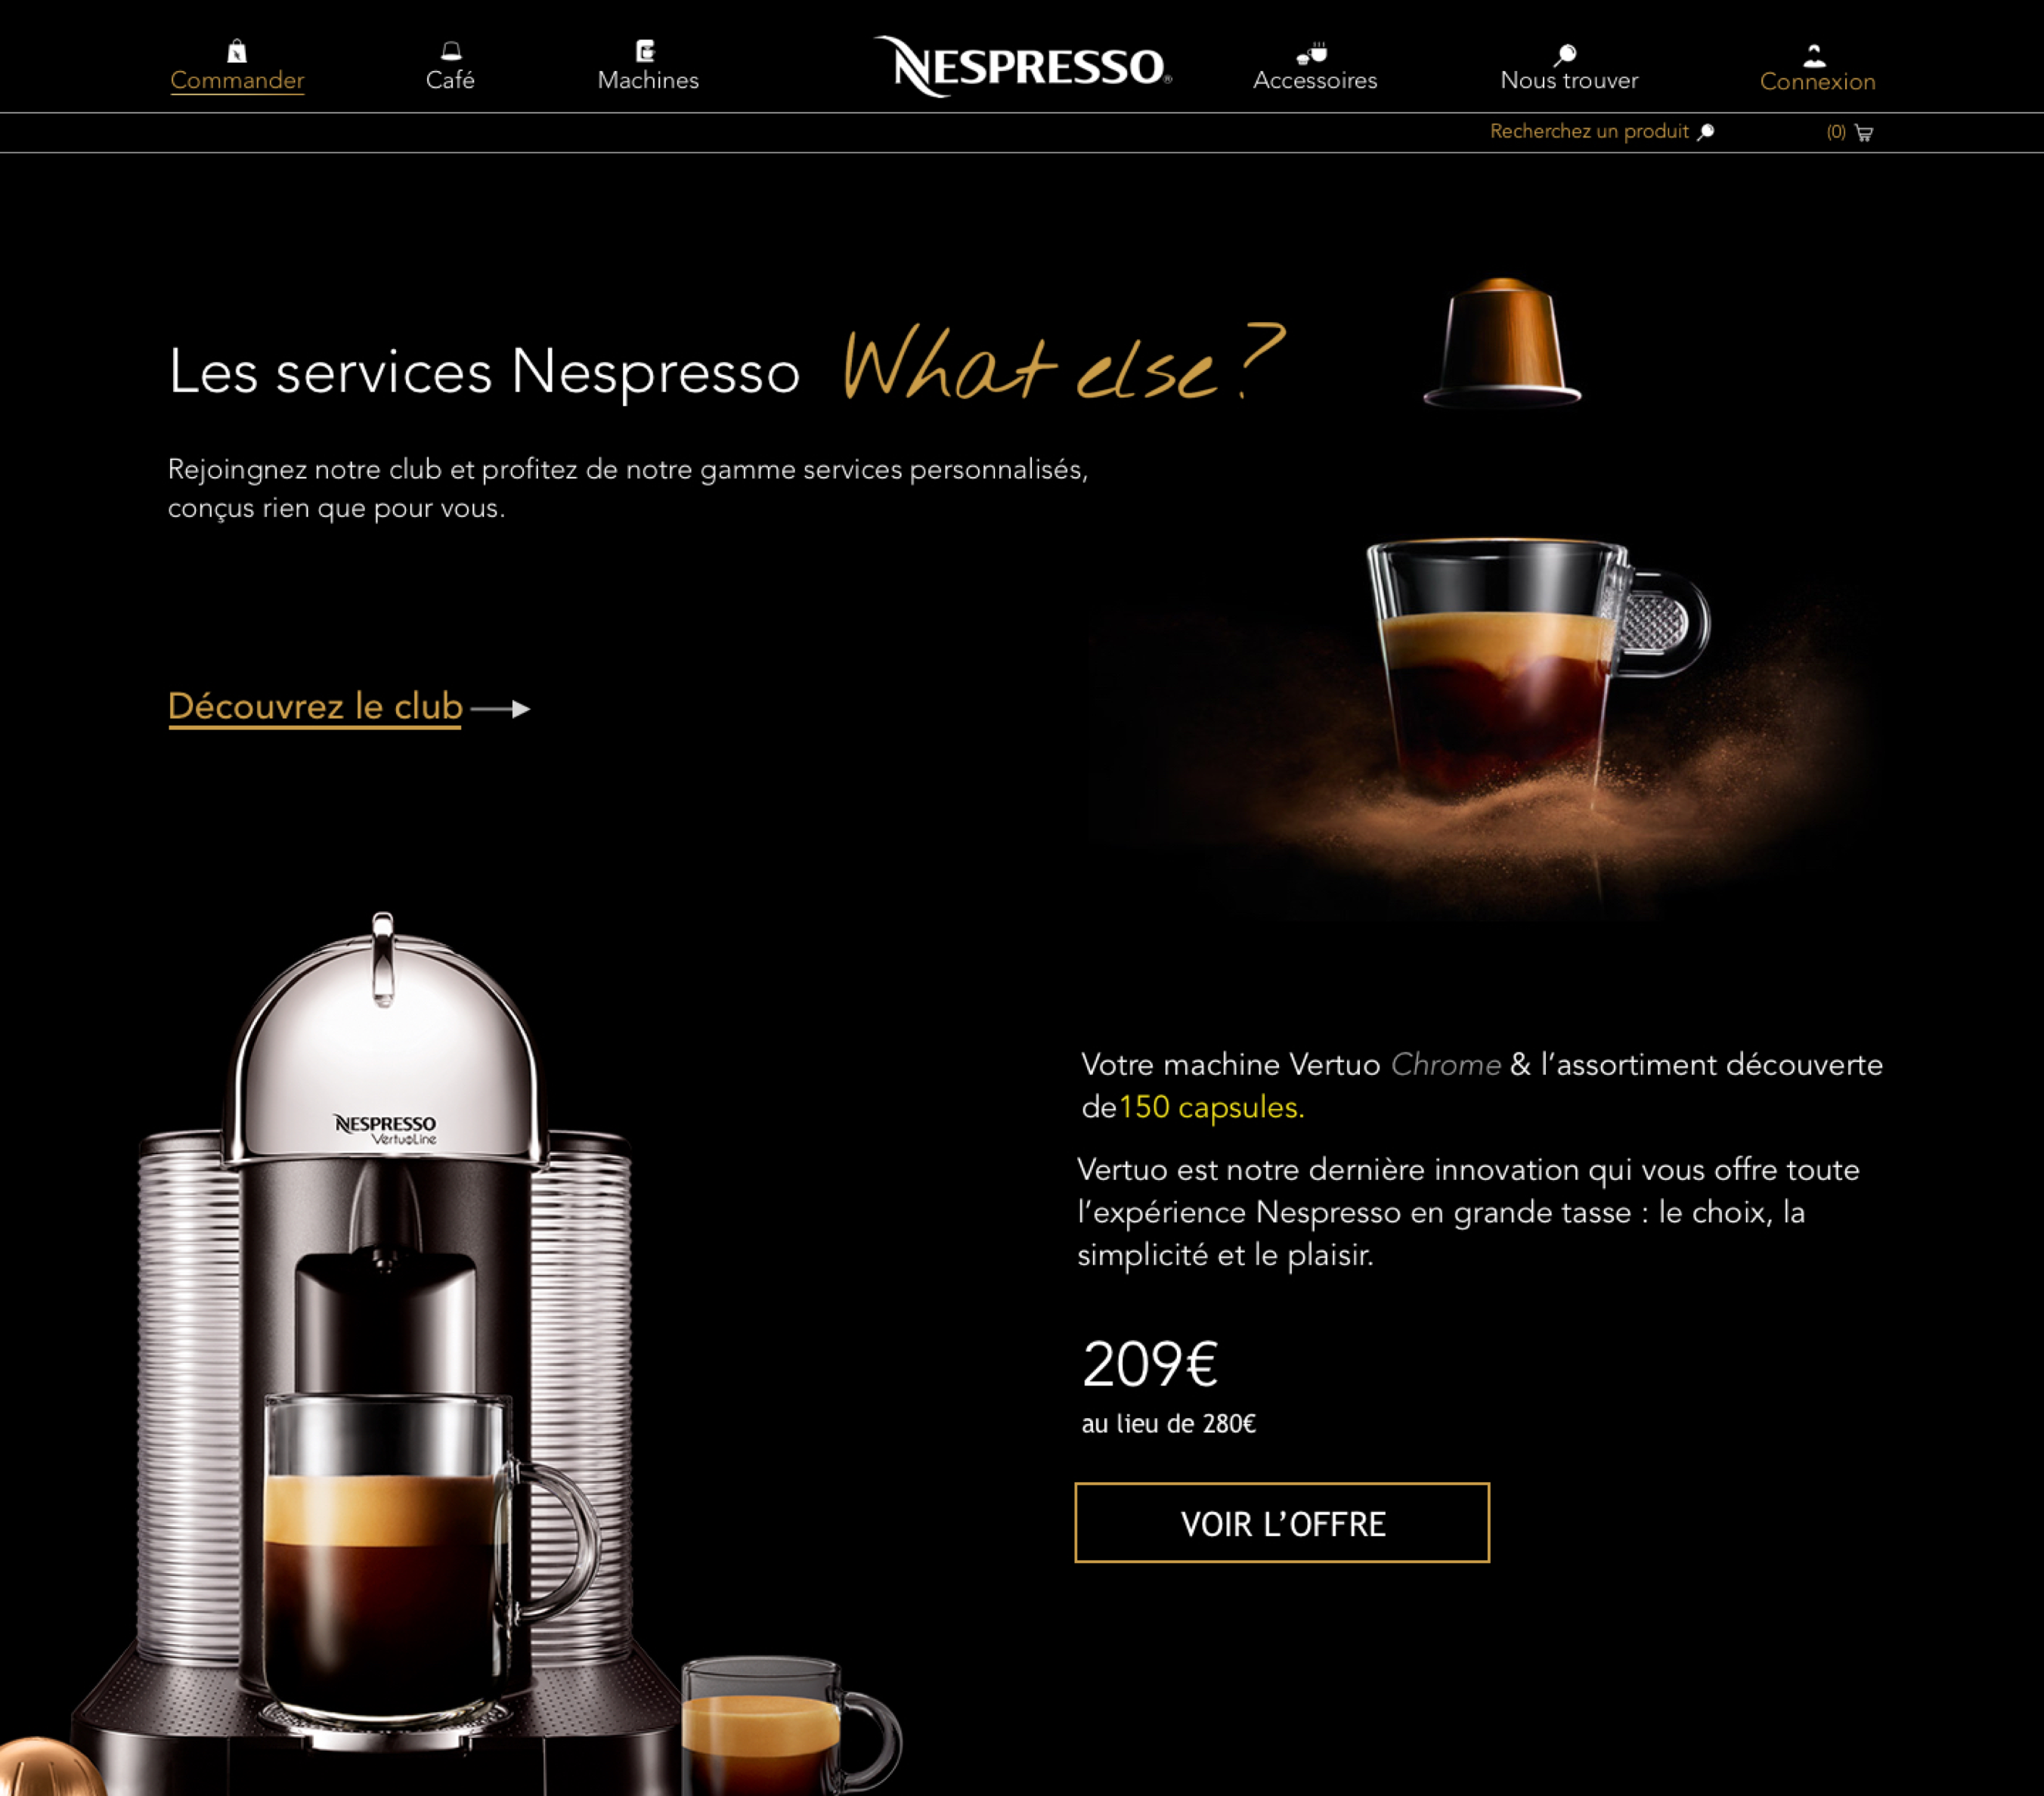 Commander
Café
Machines
NESPRESSO®
Accessoires
Nous trouver
Connexion
Recherchez un produit
(0)
Les services Nespresso What else?
Rejoingnez notre club et profitez de notre gamme services personnalisés,
conçus rien que pour vous.
Découvrez le club
NESPRESSO
VertuoLine
Votre machine Vertuo Chrome & l’assortiment découverte
de150 capsules.
Vertuo est notre dernière innovation qui vous offre toute
l’expérience Nespresso en grande tasse : le choix, la
simplicité et le plaisir.
209€
au lieu de 280€
VOIR L’OFFRE